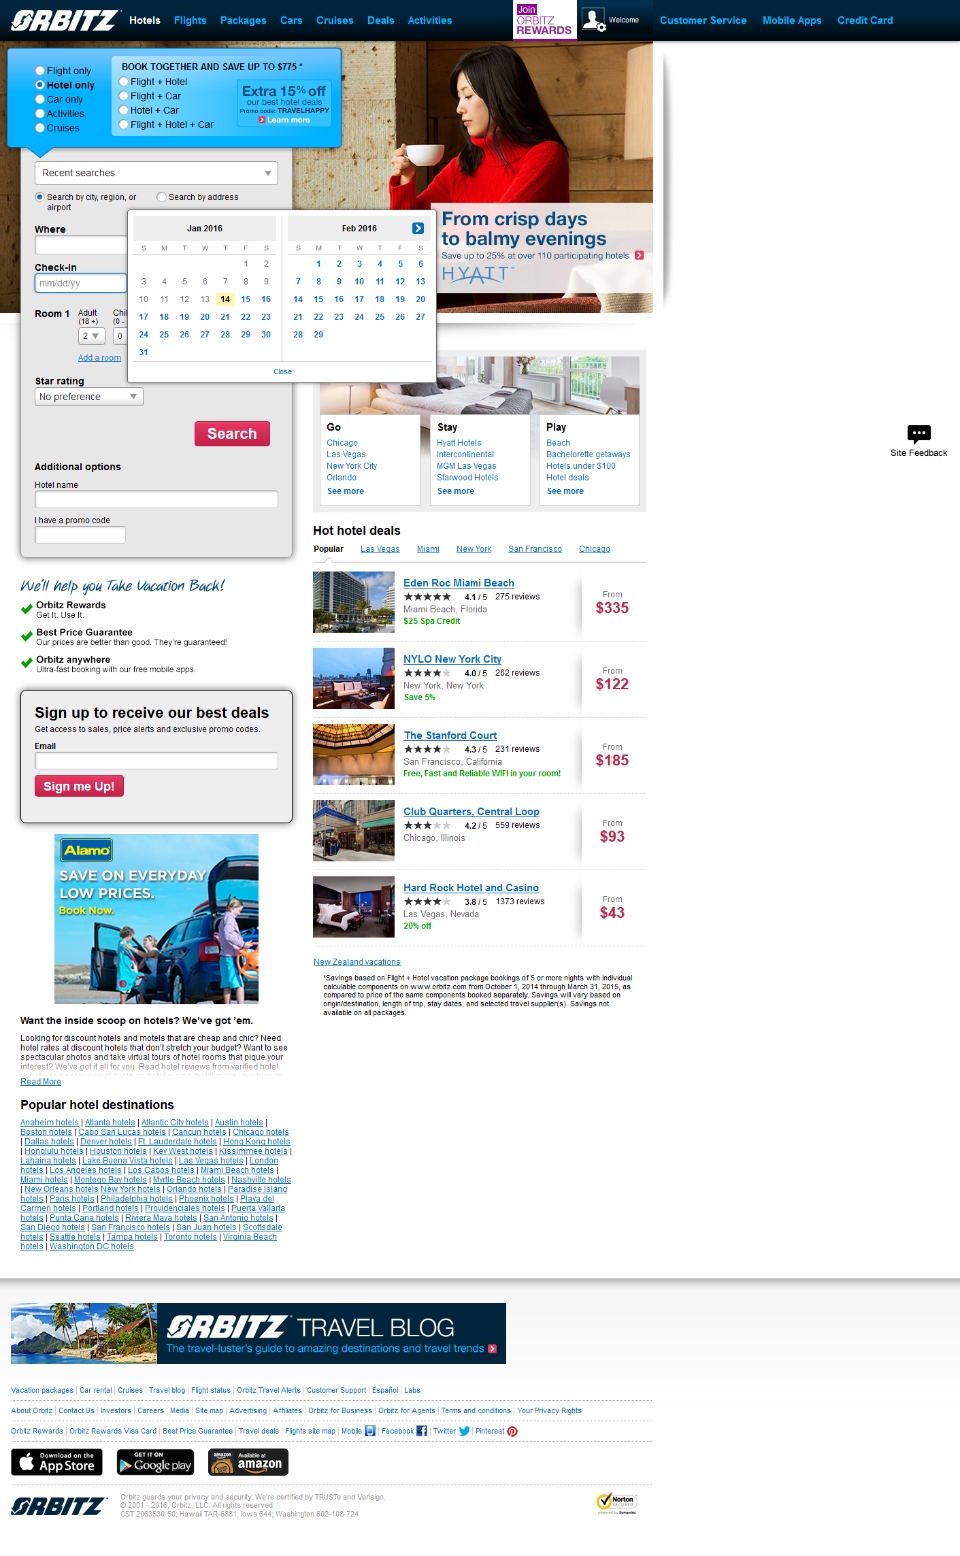 ORBITZ
Hotels Flights Packages Cars Cruises Deals Activities
Join ORBITZ REWARDS
Welcome
Customer Service Mobile Apps Credit Card
Flight only
Hotel only
Car only
Activities
Cruises
BOOK TOGETHER AND SAVE UP TO $775 *
Flight + Hotel
Flight + Car
Hotel + Car
Flight + Hotel + Car
Extra 15% off
our best hotel deals
Promo code: TRAVELHAPPY
Learn more
Recent searches
Search by city, region, or airport
Search by address
Where
Check-in
mm/dd/yy
Room 1 Adult (18 +)
2 0
Add a room
Star rating
No preference
Search
Additional options
Hotel name
I have a promo code
Jan 2016
S M T W T F S
1 2
3 4 5 6 7 8 9
10 11 12 13 14 15 16
17 18 19 20 21 22 23
24 25 26 27 28 29 30
31
Feb 2016
S M T W T F S
1 2 3 4 5 6
7 8 9 10 11 12 13
14 15 16 17 18 19 20
21 22 23 24 25 26 27
28 29
Close
From crisp days
to balmy evenings
Save up to 25% at over 110 participating hotels
HYATT
Go
Chicago
Las Vegas
New York City
Orlando
See more
Stay
Hyatt Hotels
Intercontinental
MGM Las Vegas
Starwood Hotels
See more
Play
Beach
Bachelorette getaways
Hotels under $100
Hotel deals
See more
Site Feedback
Hot hotel deals
Popular Las Vegas Miami New York San Francisco Chicago
Eden Roc Miami Beach
4.1 / 5 275 reviews
Miami Beach, Florida
$25 Spa Credit
From
$335
NYLO New York City
4.0 / 5 262 reviews
New York, New York
Save 5%
From
$122
The Stanford Court
4.3 / 5 231 reviews
San Francisco, California
Free, Fast and Reliable WIFI in your room!
From
$185
Club Quarters, Central Loop
4.2 / 5 559 reviews
Chicago, Illinois
From
$93
Hard Rock Hotel and Casino
3.8 / 5 1373 reviews
Las Vegas, Nevada
20% off
From
$43
New Zealand vacations
*Savings based on Flight + Hotel vacation package bookings of 5 or more nights with individual
calculable components on www.orbitz.com from October 1, 2014 through March 31, 2015, as
compared to price of the same components booked separately. Savings will vary based on
origin/destination, length of trip, stay dates, and selected travel supplier(s). Savings not
available on all packages.
We'll help you Take Vacation Back!
Orbitz Rewards
Get It. Use It.
Best Price Guarantee
Our prices are better than good. They're guaranteed!
Orbitz anywhere
Ultra-fast booking with our free mobile apps.
Sign up to receive our best deals
Get access to sales, price alerts and exclusive promo codes.
Email
Sign me Up!
Alamo
SAVE ON EVERYDAY
LOW PRICES.
Book Now.
Want the inside scoop on hotels? We've got 'em.
Looking for discount hotels and motels that are cheap and chic? Need
hotel rates at discount hotels that don't stretch your budget? Want to see
spectacular photos and take virtual tours of hotel rooms that pique your
interest? We've got it all for you. Read hotel reviews from verified hotel
Read More
Popular hotel destinations
Anaheim hotels | Atlanta hotels | Atlantic City hotels | Austin hotels |
Boston hotels | Cabo San Lucas hotels | Cancun hotels | Chicago hotels
| Dallas hotels | Denver hotels | Ft. Lauderdale hotels | Hong Kong hotels
| Honolulu hotels | Houston hotels | Key West hotels | Kissimmee hotels |
Lahaina hotels | Lake Buena Vista hotels | Las Vegas hotels | London
hotels | Los Angeles hotels | Los Cabos hotels | Miami Beach hotels |
Miami hotels | Montego Bay hotels | Myrtle Beach hotels | Nashville hotels
| New Orleans hotels New York hotels | Orlando hotels | Paradise Island
hotels | Paris hotels | Philadelphia hotels | Phoenix hotels | Playa del
Carmen hotels | Portland hotels | Providenciales hotels | Puerto Vallarta
hotels | Punta Cana hotels | Riviera Maya hotels | San Antonio hotels |
San Diego hotels | San Francisco hotels | San Juan hotels | Scottsdale
hotels | Seattle hotels | Tampa hotels | Toronto hotels | Virginia Beach
hotels | Washington DC hotels
ORBITZ TRAVEL BLOG
The travel-luster's guide to amazing destinations and travel trends
Vacation packages | Car rental | Cruises | Travel blog | Flight status | Orbitz Travel Alerts | Customer Support | Español | Labs
About Orbitz | Contact Us | Investors | Careers | Media | Site map | Advertising | Affiliates | Orbitz for Business | Orbitz for Agents | Terms and conditions | Your Privacy Rights
Orbitz Rewards | Orbitz Rewards Visa Card | Best Price Guarantee | Travel deals | Flights site map | Mobile | Facebook | Twitter | Pinterest
Download on the App Store
GET IT ON Google play
Available at amazon
ORBITZ
Orbitz guards your privacy and security. We're certified by TRUSTe and Verisign.
© 2001 - 2016, Orbitz, LLC. All rights reserved.
CST 2063530-50; Hawaii TAR-6881; Iowa 644; Washington 602-108-724
Norton
SECURED
powered by Symantec